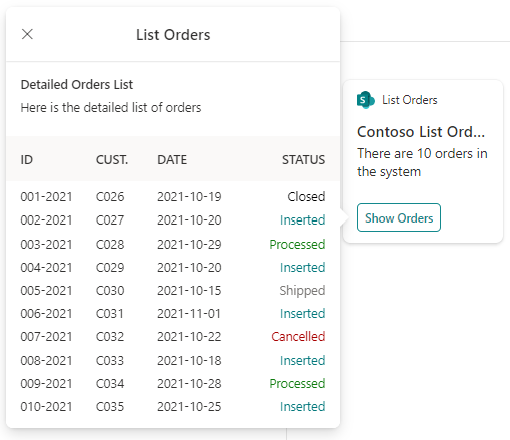 List Orders
Detailed Orders List
Here is the detailed list of orders
ID CUST. DATE STATUS
001-2021 C026 2021-10-19 Closed
002-2021 C027 2021-10-20 Inserted
003-2021 C028 2021-10-29 Processed
004-2021 C029 2021-10-20 Inserted
005-2021 C030 2021-10-15 Shipped
006-2021 C031 2021-11-01 Inserted
007-2021 C032 2021-10-22 Cancelled
008-2021 C033 2021-10-18 Inserted
009-2021 C034 2021-10-28 Processed
010-2021 C035 2021-10-25 Inserted
S List Orders
Contoso List Ord...
There are 10 orders in
the system
Show Orders